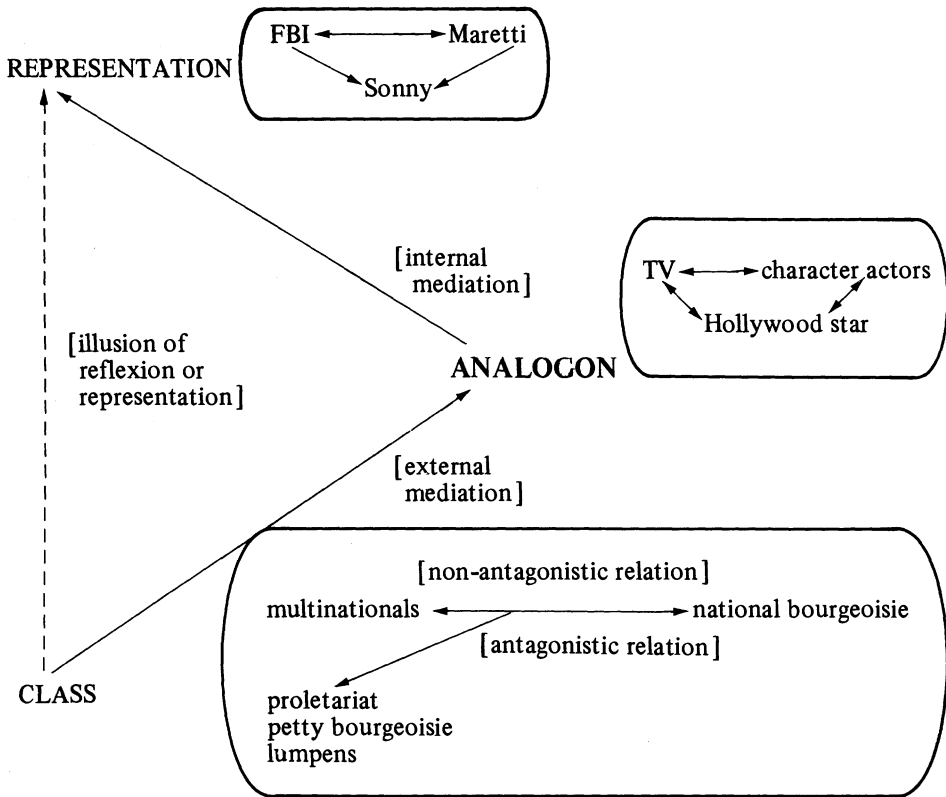 FBI Maretti
REPRESENTATION
Sonny
[internal
mediation]
TV character actors
Hollywood star
[illusion of
reflexion or
representation]
ANALOGON
[external
mediation]
[non-antagonistic relation]
multinationals national bourgeoisie
[antagonistic relation]
CLASS
proletariat
petty bourgeoisie
lumpens